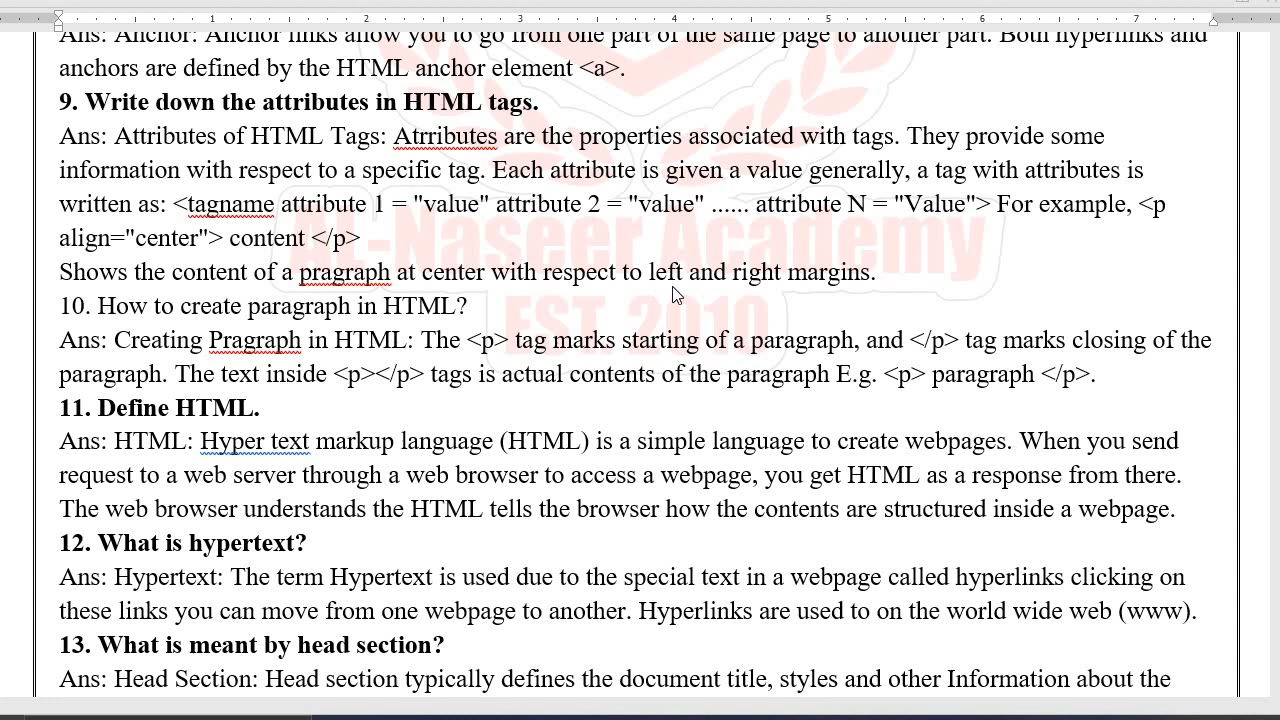 1 2 3 4 5 6 7
Ans: Anchor: Anchor links allow you to go from one part of the same page to another part. Both hyperlinks and
anchors are defined by the HTML anchor element <a>.
9. Write down the attributes in HTML tags.
Ans: Attributes of HTML Tags: Atrributes are the properties associated with tags. They provide some
information with respect to a specific tag. Each attribute is given a value generally, a tag with attributes is
written as: <tagname attribute 1 = "value" attribute 2 = "value" ...... attribute N = "Value"> For example, <p
align="center"> content </p>
AL-Naseer Academy
Shows the content of a pragraph at center with respect to left and right margins.
10. How to create paragraph in HTML?
EST. 2010
Ans: Creating Pragraph in HTML: The <p> tag marks starting of a paragraph, and </p> tag marks closing of the
paragraph. The text inside <p></p> tags is actual contents of the paragraph E.g. <p> paragraph </p>.
11. Define HTML.
Ans: HTML: Hyper text markup language (HTML) is a simple language to create webpages. When you send
request to a web server through a web browser to access a webpage, you get HTML as a response from there.
The web browser understands the HTML tells the browser how the contents are structured inside a webpage.
12. What is hypertext?
Ans: Hypertext: The term Hypertext is used due to the special text in a webpage called hyperlinks clicking on
these links you can move from one webpage to another. Hyperlinks are used to on the world wide web (www).
13. What is meant by head section?
Ans: Head Section: Head section typically defines the document title, styles and other Information about the